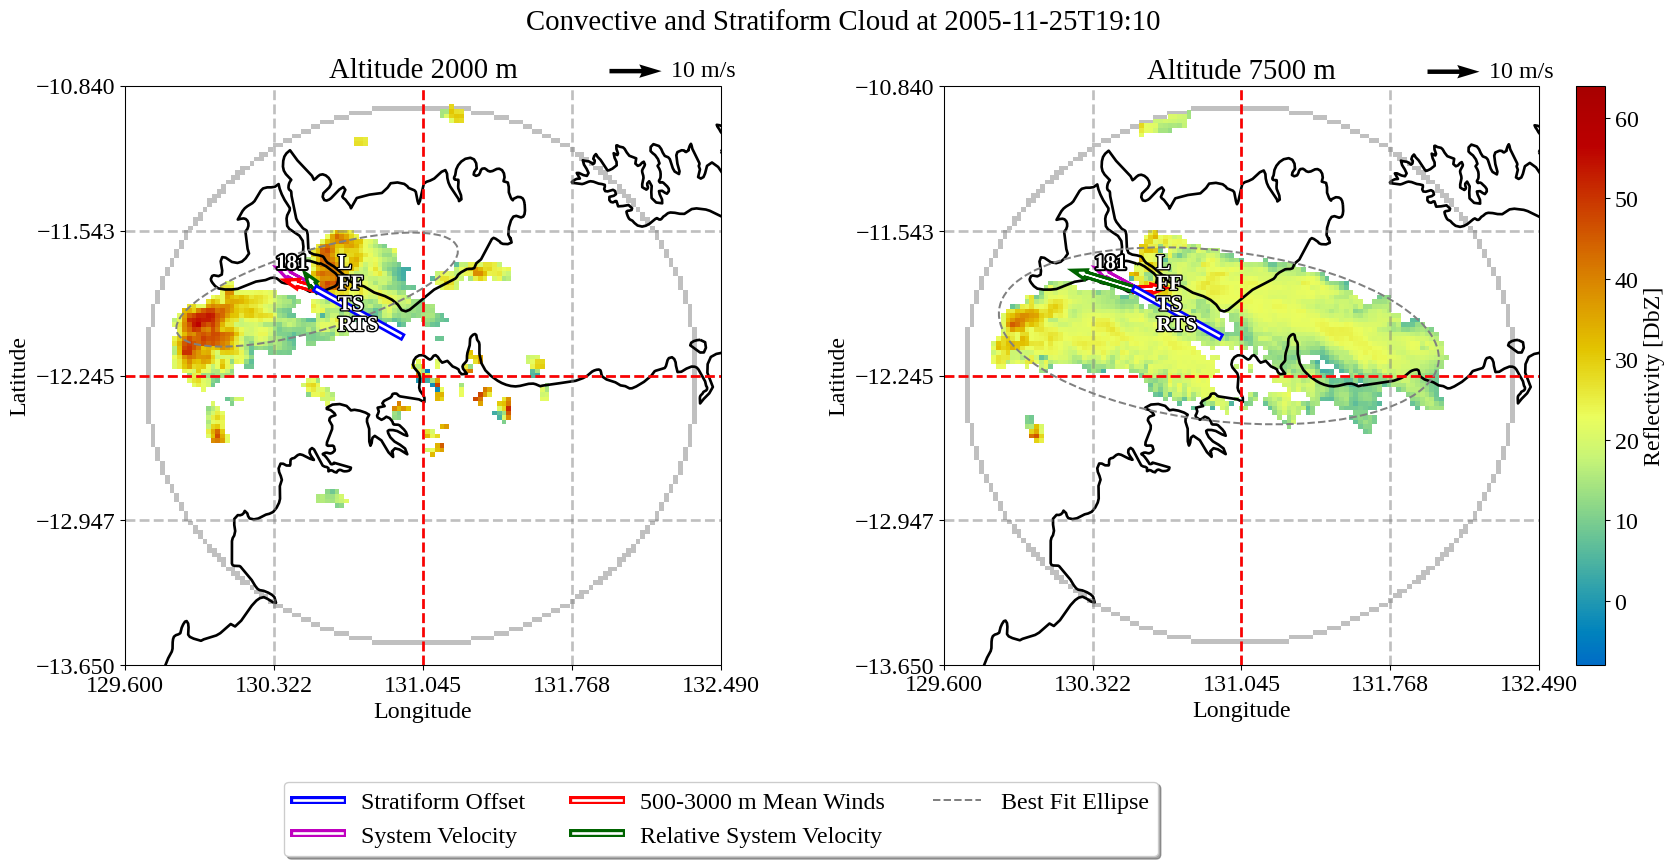 Convective and Stratiform Cloud at 2005-11-25T19:10
Altitude 2000 m
10 m/s
−10.840
−11.543
−12.245
−12.947
−13.650
129.600
130.322
131.045
131.768
132.490
Latitude
Longitude
181
L
FF
TS
RTS
Altitude 7500 m
10 m/s
−10.840
−11.543
−12.245
−12.947
−13.650
129.600
130.322
131.045
131.768
132.490
Latitude
Longitude
181
L
FF
TS
RTS
60
50
40
30
20
10
0
Reflectivity [DbZ]
Stratiform Offset
System Velocity
500-3000 m Mean Winds
Relative System Velocity
Best Fit Ellipse